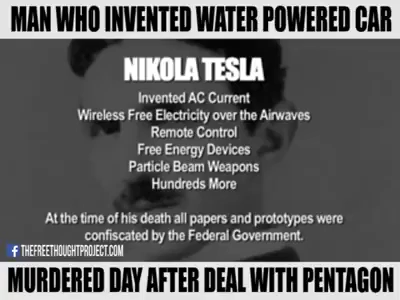 MAN WHO INVENTED WATER POWERED CAR
NIKOLA TESLA
Invented AC Current
Wireless Free Electricity over the Airwaves
Remote Control
Free Energy Devices
Particle Beam Weapons
Hundreds More
At the time of his death all papers and prototypes were
confiscated by the Federal Government.
f THEFREETHOUGHTPROJECT.COM
MURDERED DAY AFTER DEAL WITH PENTAGON